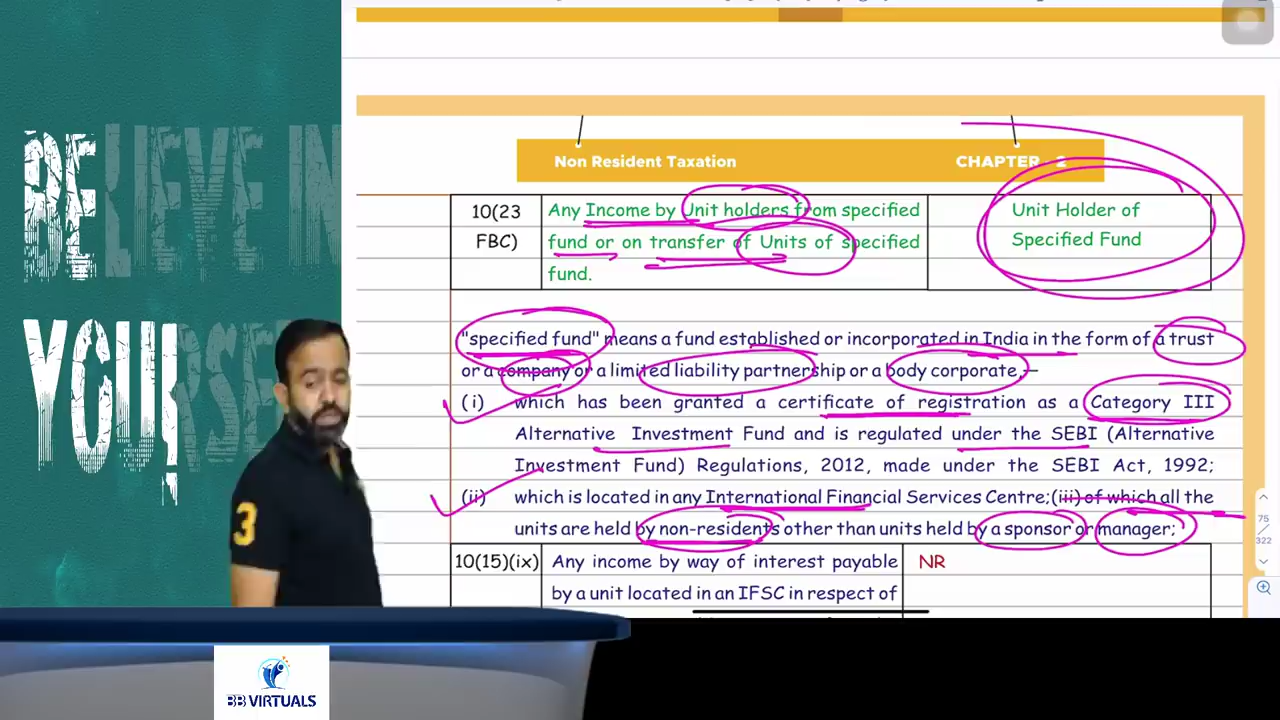 BELIEVE IN
YOURSELF
Non Resident Taxation CHAPTER - 2
10(23 Any Income by Unit holders from specified Unit Holder of
FBC) fund or on transfer of Units of specified Specified Fund
fund.
"specified fund" means a fund established or incorporated in India in the form of a trust
or a company or a limited liability partnership or a body corporate,—
(i) which has been granted a certificate of registration as a Category III
Alternative Investment Fund and is regulated under the SEBI (Alternative
Investment Fund) Regulations, 2012, made under the SEBI Act, 1992;
(ii) which is located in any International Financial Services Centre;(iii) of which all the
units are held by non-residents other than units held by a sponsor or manager;
10(15)(ix) Any income by way of interest payable NR
by a unit located in an IFSC in respect of
75
322
3
BB VIRTUALS